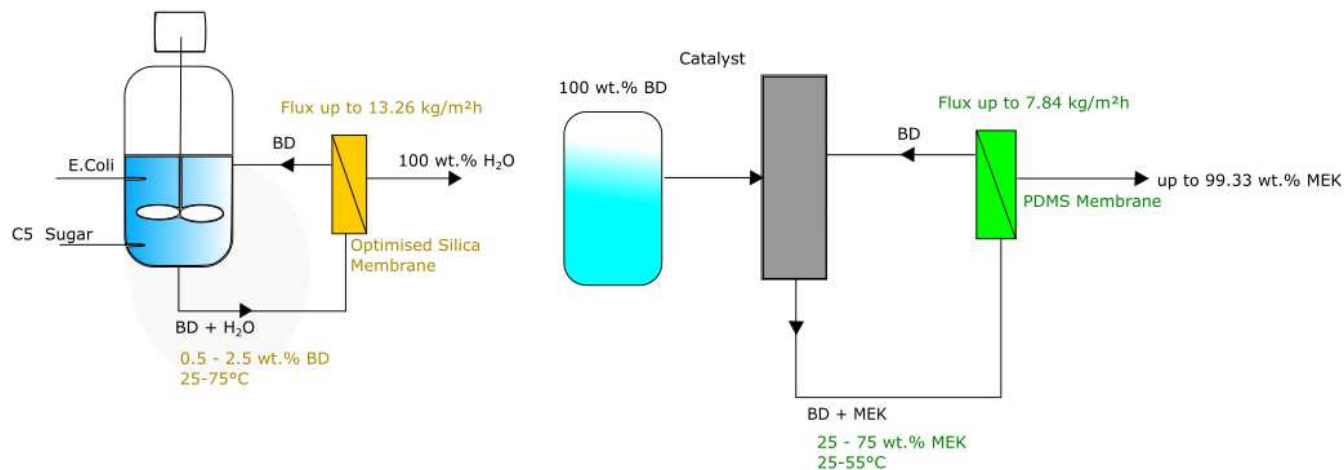 Flux up to 13.26 kg/m²h
BD
100 wt.% H₂O
E.Coli
C5 Sugar
Optimised Silica
Membrane
BD + H₂O
0.5 - 2.5 wt.% BD
25-75°C
Catalyst
100 wt.% BD
Flux up to 7.84 kg/m²h
BD
up to 99.33 wt.% MEK
PDMS Membrane
BD + MEK
25 - 75 wt.% MEK
25-55°C